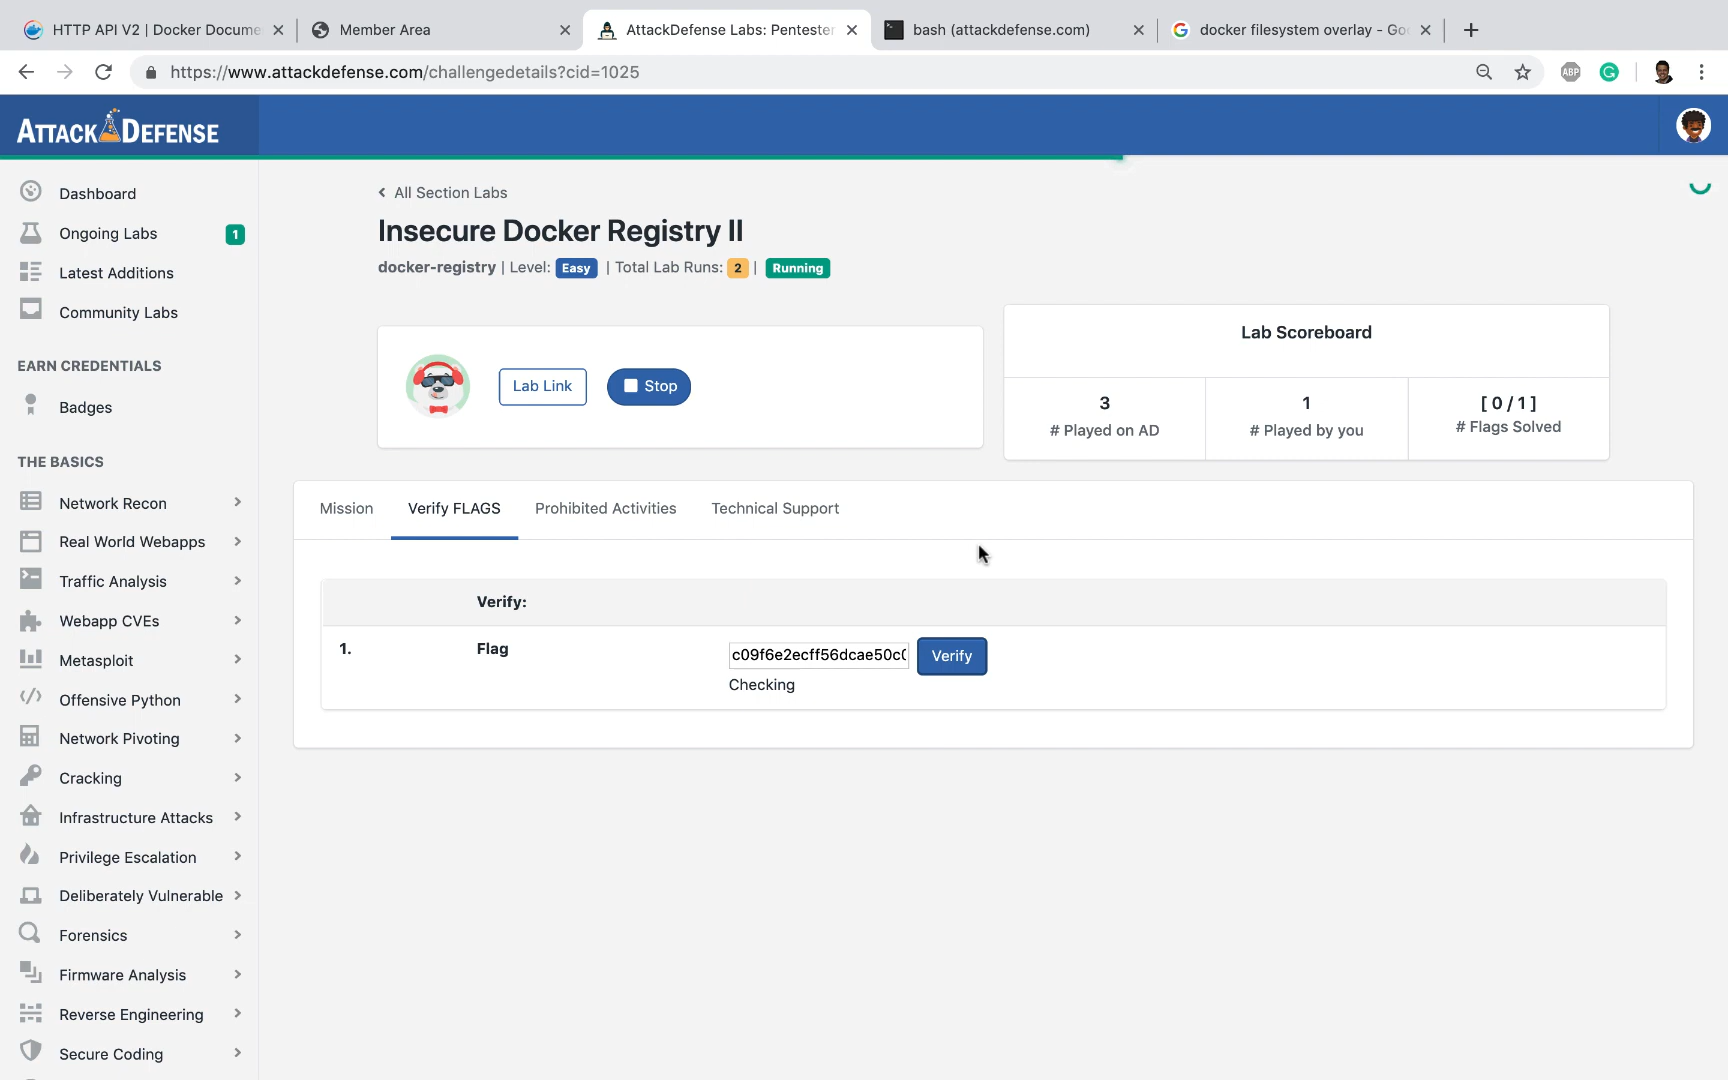 HTTP API V2 | Docker Docume
Member Area
AttackDefense Labs: Pentester
bash (attackdefense.com)
docker filesystem overlay - Goo
https://www.attackdefense.com/challengedetails?cid=1025
ABP
ATTACK DEFENSE
Dashboard
Ongoing Labs 1
Latest Additions
Community Labs
EARN CREDENTIALS
Badges
THE BASICS
Network Recon
Real World Webapps
Traffic Analysis
Webapp CVEs
Metasploit
Offensive Python
Network Pivoting
Cracking
Infrastructure Attacks
Privilege Escalation
Deliberately Vulnerable
Forensics
Firmware Analysis
Reverse Engineering
Secure Coding
All Section Labs
Insecure Docker Registry II
docker-registry | Level: Easy | Total Lab Runs: 2 | Running
Lab Link
Stop
Lab Scoreboard
3
# Played on AD
1
# Played by you
[ 0 / 1 ]
# Flags Solved
Mission
Verify FLAGS
Prohibited Activities
Technical Support
Verify:
1. Flag c09f6e2ecff56dcae50c Verify
Checking